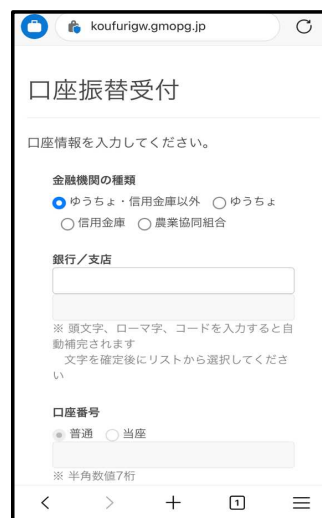 koufurigw.gmopg.jp
口座振替受付
口座情報を入力してください。
金融機関の種類
ゆうちょ・信用金庫以外 ゆうちょ
信用金庫 農業協同組合
銀行／支店
※ 頭文字、ローマ字、コードを入力すると自
動補完されます
文字を確定後にリストから選択してくださ
い
口座番号
普通 当座
※ 半角数値7桁
1